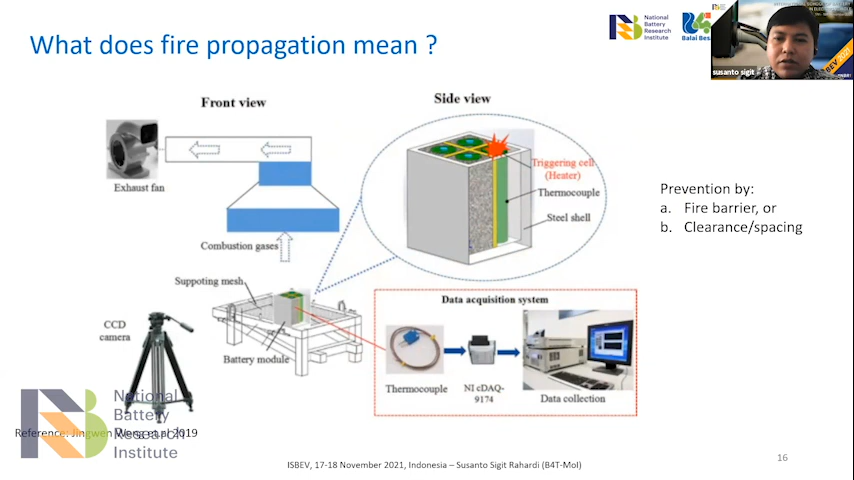 What does fire propagation mean ?
National
Battery
Research
Institute
Balai Bes
susanto sigit
Front view
Side view
Exhaust fan
Combustion gases
Triggering cell
(Heater)
Thermocouple
Steel shell
Prevention by:
a. Fire barrier, or
b. Clearance/spacing
Suppoting mesh
CCD
camera
Battery module
Data acquisition system
Thermocouple
NI cDAQ-
9174
Data collection
National
Battery
Research
Institute
Reference: Jingwen Weng et.al 2019
ISBEV, 17-18 November 2021, Indonesia – Susanto Sigit Rahardi (B4T-MoI)
16